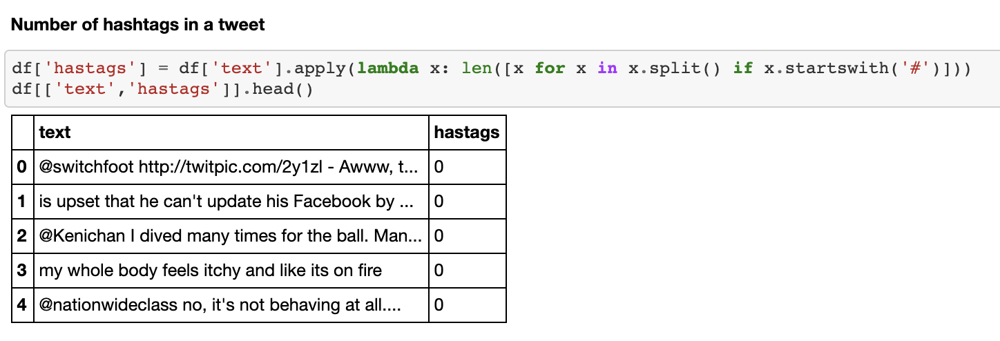 Number of hashtags in a tweet
df['hastags'] = df['text'].apply(lambda x: len([x for x in x.split() if x.startswith('#')]))
df[['text','hastags']].head()
text hastags
0 @switchfoot http://twitpic.com/2y1zl - Awww, t... 0
1 is upset that he can't update his Facebook by ... 0
2 @Kenichan I dived many times for the ball. Man... 0
3 my whole body feels itchy and like its on fire 0
4 @nationwideclass no, it's not behaving at all.... 0